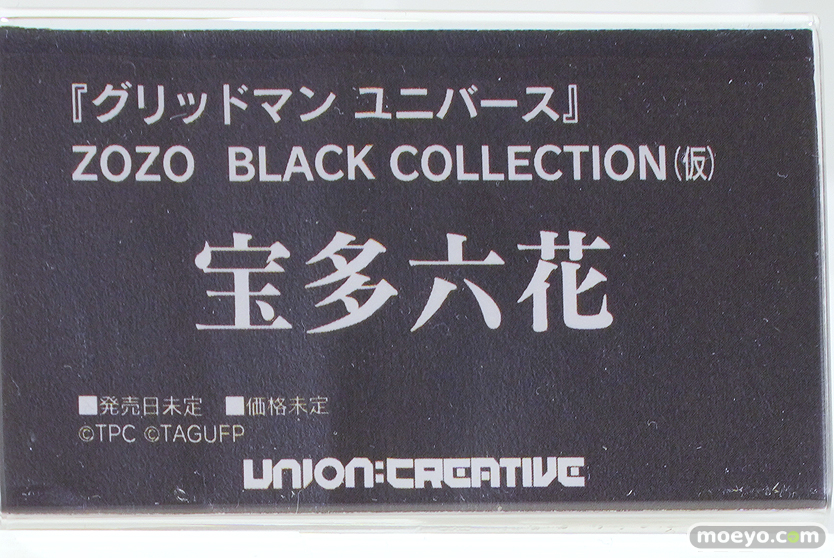 『グリッドマン ユニバース』
ZOZO BLACK COLLECTION(仮)
宝多六花
■発売日未定 ■価格未定
©TPC ©TAGUFP
UNION:CREATIVE
moeyo.com